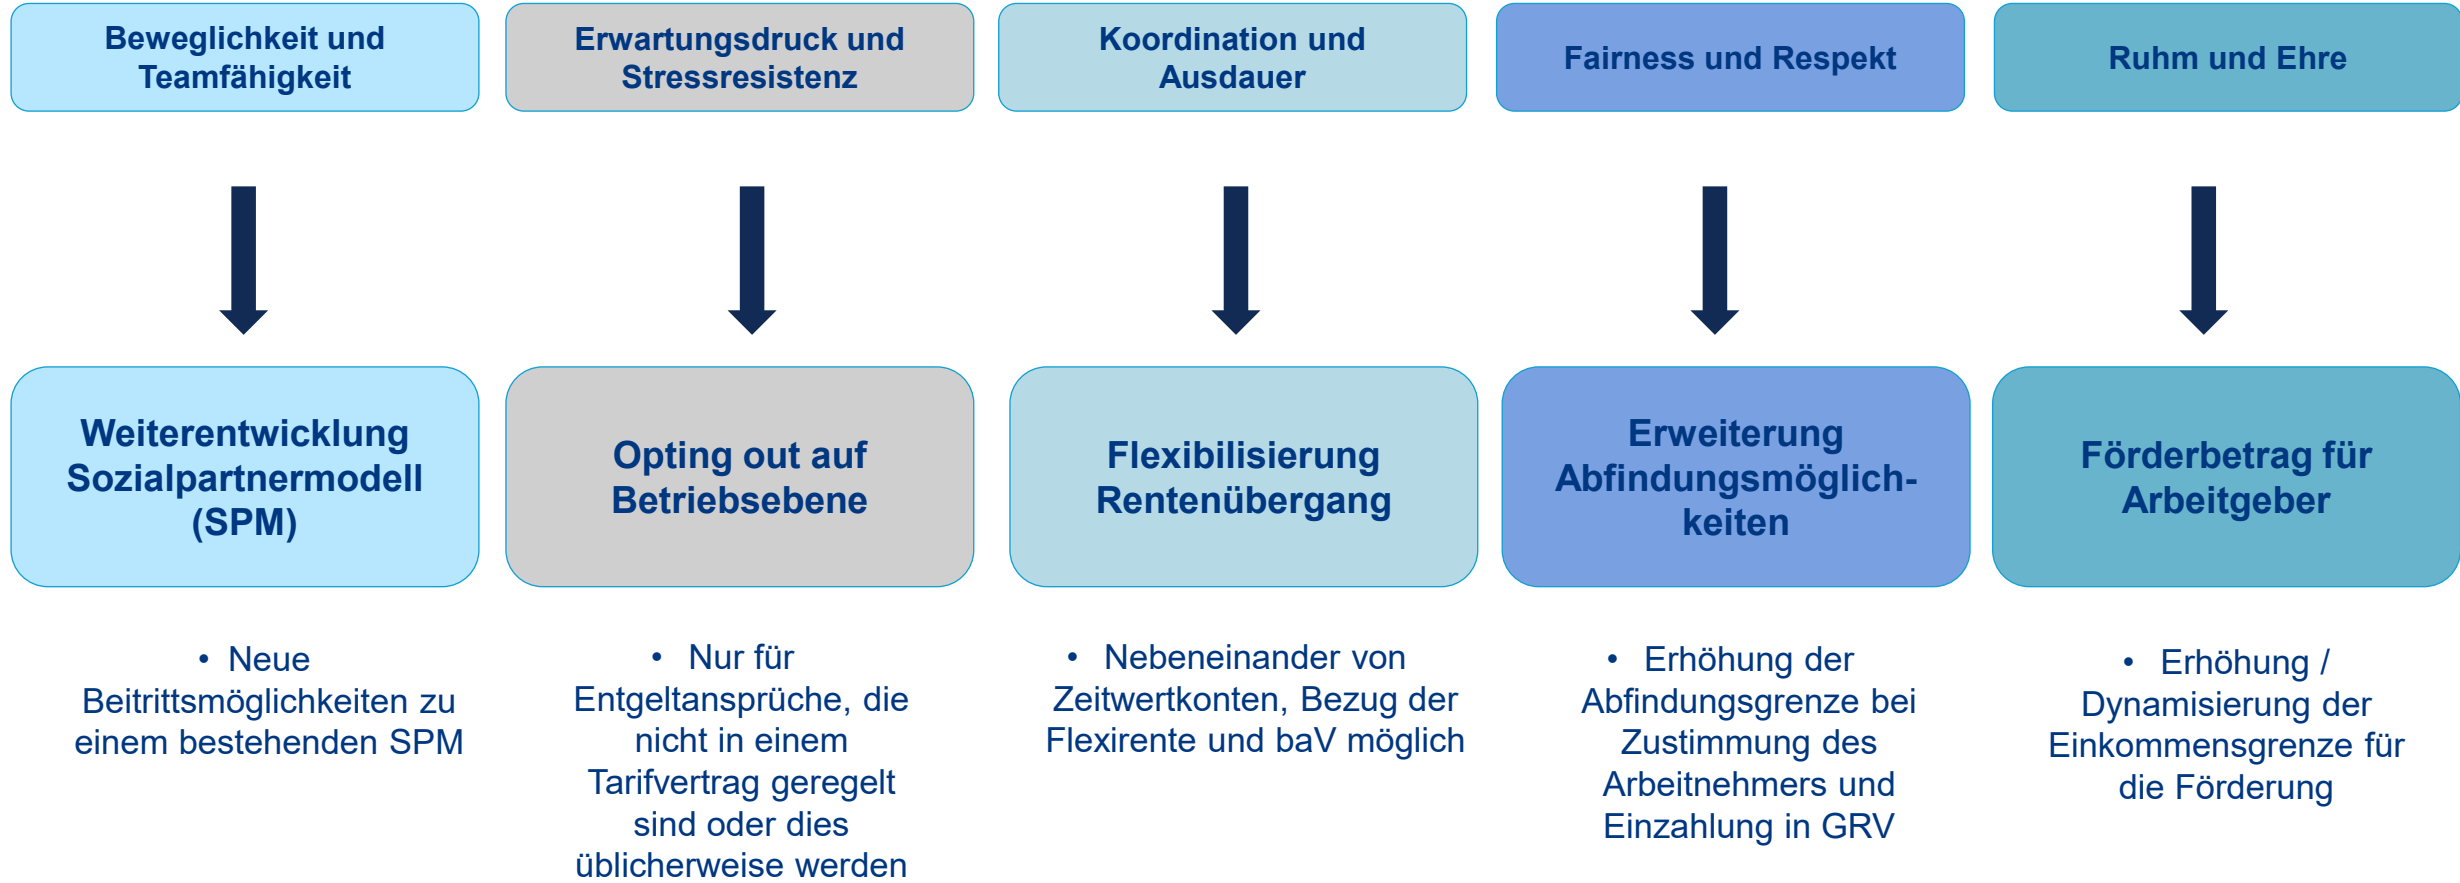 Beweglichkeit und
Teamfähigkeit
Erwartungsdruck und
Stressresistenz
Koordination und
Ausdauer
Fairness und Respekt
Ruhm und Ehre
Weiterentwicklung
Sozialpartnermodell
(SPM)
Opting out auf
Betriebsebene
Flexibilisierung
Rentenübergang
Erweiterung
Abfindungsmöglich-
keiten
Förderbetrag für
Arbeitgeber
• Neue
Beitrittsmöglichkeiten zu
einem bestehenden SPM
• Nur für
Entgeltansprüche, die
nicht in einem
Tarifvertrag geregelt
sind oder dies
üblicherweise werden
• Nebeneinander von
Zeitwertkonten, Bezug der
Flexirente und baV möglich
• Erhöhung der
Abfindungsgrenze bei
Zustimmung des
Arbeitnehmers und
Einzahlung in GRV
• Erhöhung /
Dynamisierung der
Einkommensgrenze für
die Förderung